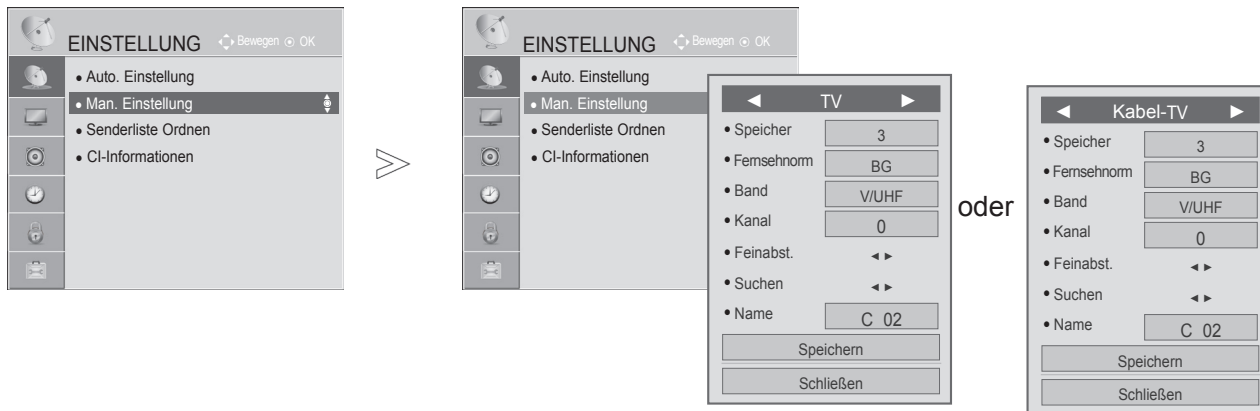 EINSTELLUNG Bewegen OK
• Auto. Einstellung
• Man. Einstellung
• Senderliste Ordnen
• CI-Informationen
EINSTELLUNG Bewegen OK
• Auto. Einstellung
• Man. Einstellung
• Senderliste Ordnen
• CI-Informationen
◄ TV ►
• Speicher 3
• Fernsehnorm BG
• Band V/UHF
• Kanal 0
• Feinabst. ◄ ►
• Suchen ◄ ►
• Name C 02
Speichern
Schließen
oder
◄ Kabel-TV ►
• Speicher 3
• Fernsehnorm BG
• Band V/UHF
• Kanal 0
• Feinabst. ◄ ►
• Suchen ◄ ►
• Name C 02
Speichern
Schließen